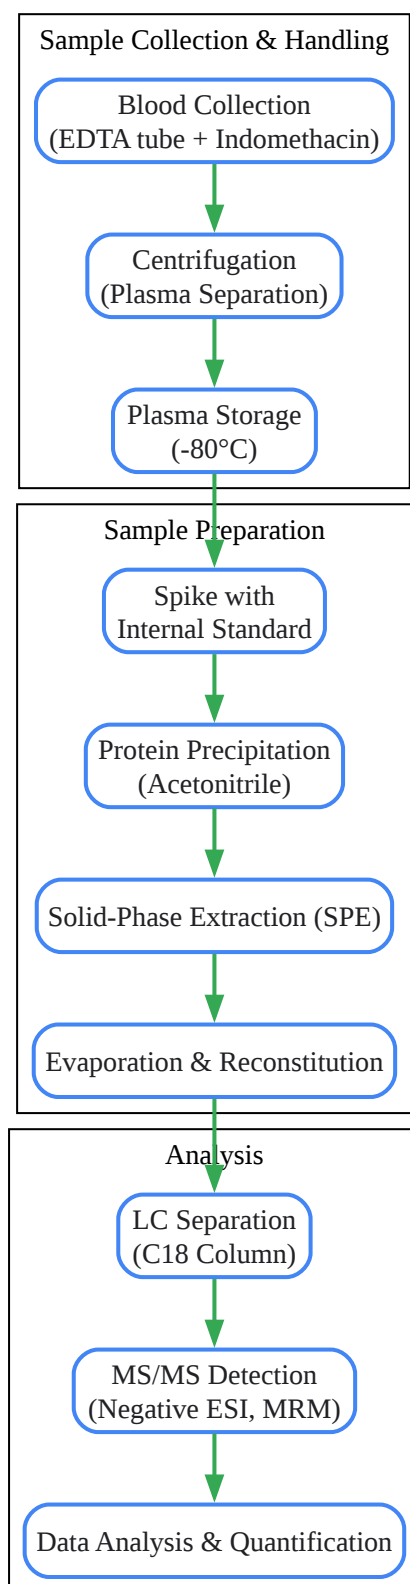 Sample Collection & Handling
Blood Collection
(EDTA tube + Indomethacin)
Centrifugation
(Plasma Separation)
Plasma Storage
(-80°C)
Sample Preparation
Spike with
Internal Standard
Protein Precipitation
(Acetonitrile)
Solid-Phase Extraction (SPE)
Evaporation & Reconstitution
Analysis
LC Separation
(C18 Column)
MS/MS Detection
(Negative ESI, MRM)
Data Analysis & Quantification